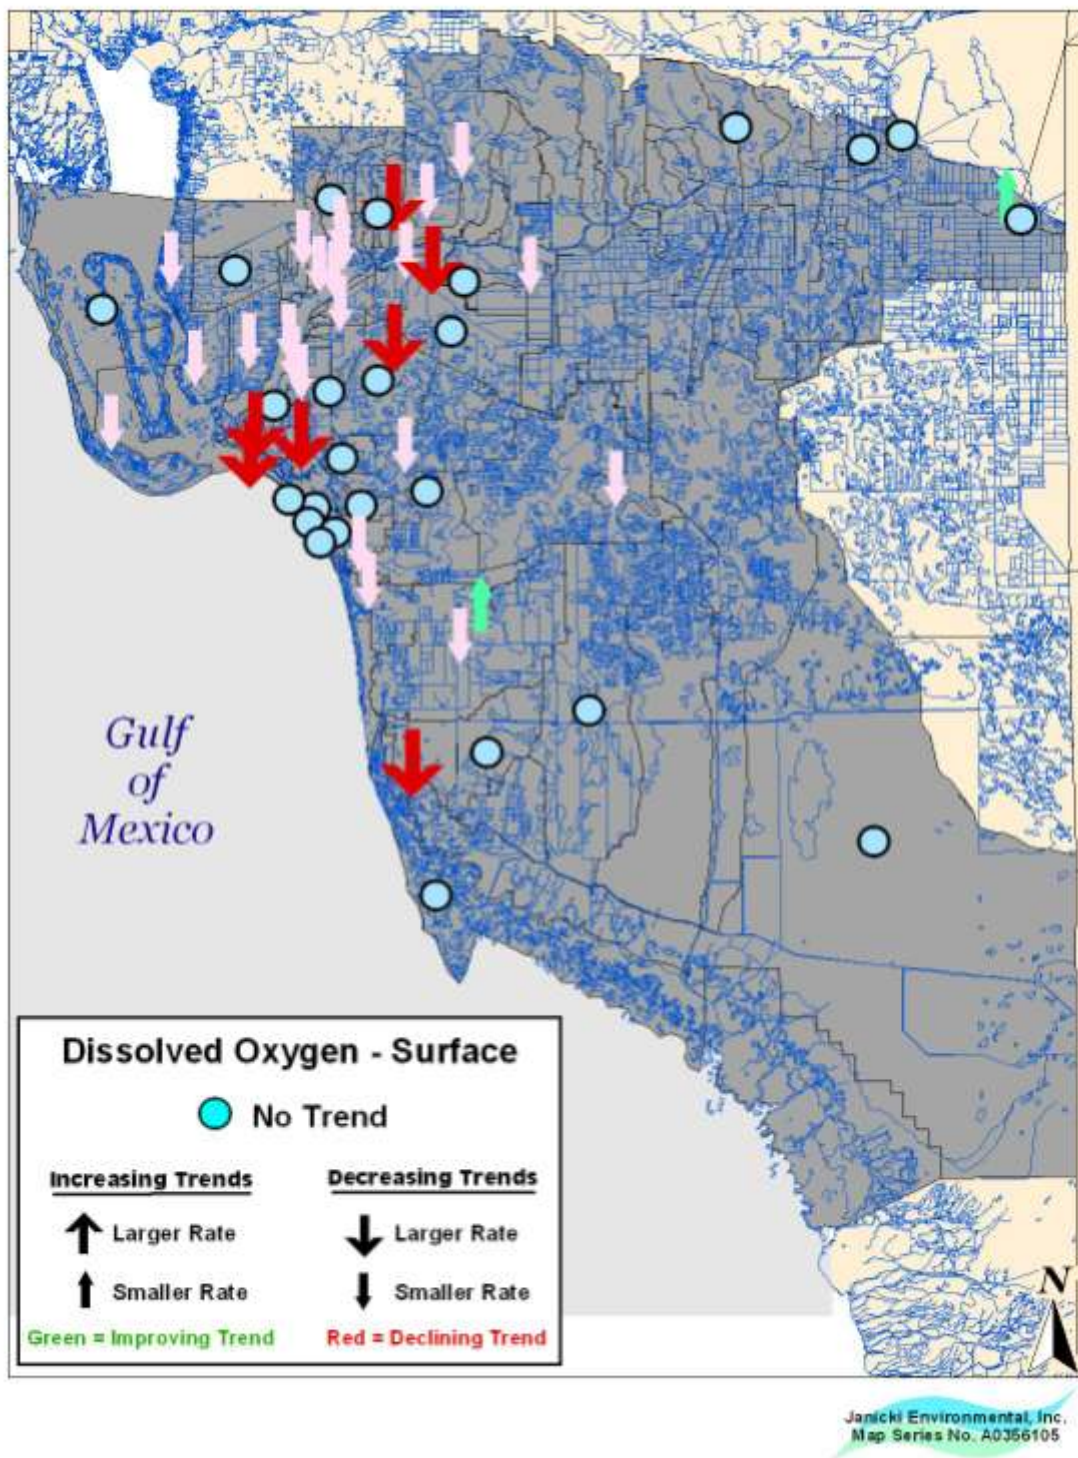 Gulf
of
Mexico
Dissolved Oxygen - Surface
No Trend
Increasing Trends
Larger Rate
Smaller Rate
Green = Improving Trend
Decreasing Trends
Larger Rate
Smaller Rate
Red = Declining Trend
N
Janicki Environmental, Inc.
Map Series No. A0356105